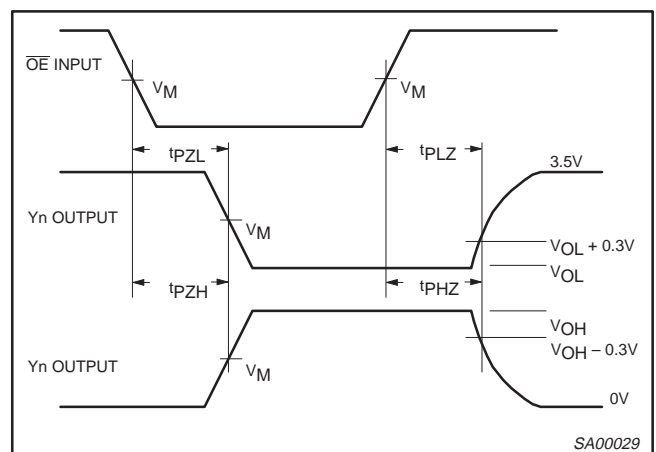 OE INPUT
VM
VM
tPZL
tPLZ
3.5V
Yn OUTPUT
VM
VOL + 0.3V
VOL
tPZH
tPHZ
VOH
VOH – 0.3V
Yn OUTPUT
VM
0V
SA00029